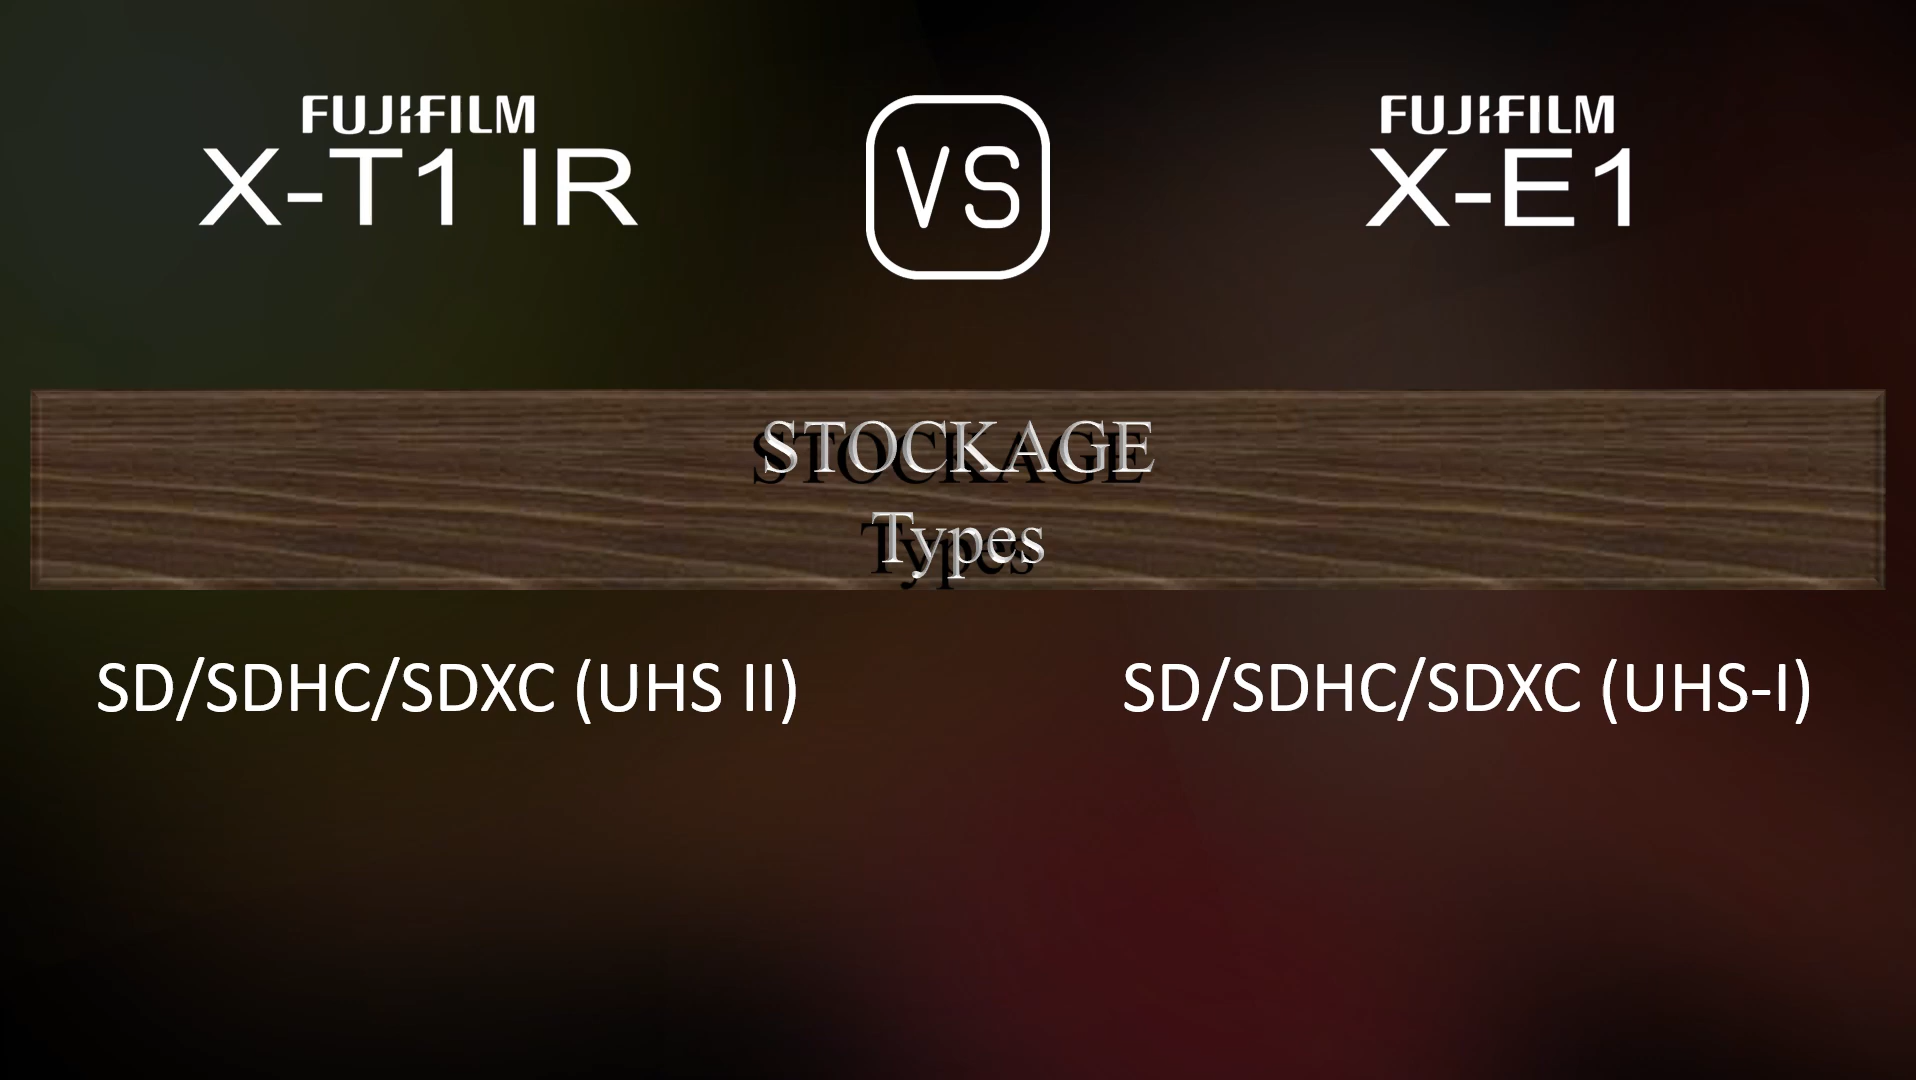 FUJIFILM
X-T1 IR
VS
FUJIFILM
X-E1
STOCKAGE
Types
SD/SDHC/SDXC (UHS II)
SD/SDHC/SDXC (UHS-I)